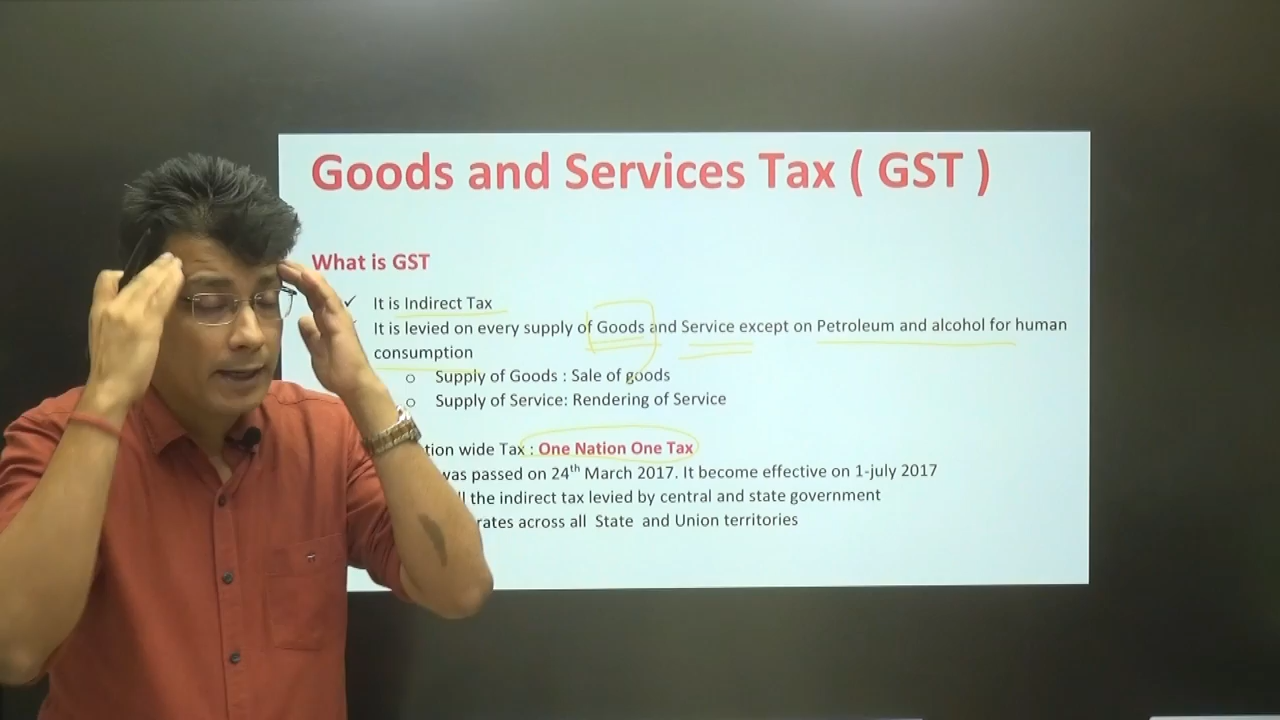 Goods and Services Tax ( GST )
What is GST
It is Indirect Tax
It is levied on every supply of Goods and Service except on Petroleum and alcohol for human
consumption
Supply of Goods : Sale of goods
Supply of Service: Rendering of Service
wide Tax : One Nation One Tax
was passed on 24th March 2017. It become effective on 1-july 2017
the indirect tax levied by central and state government
rates across all State and Union territories